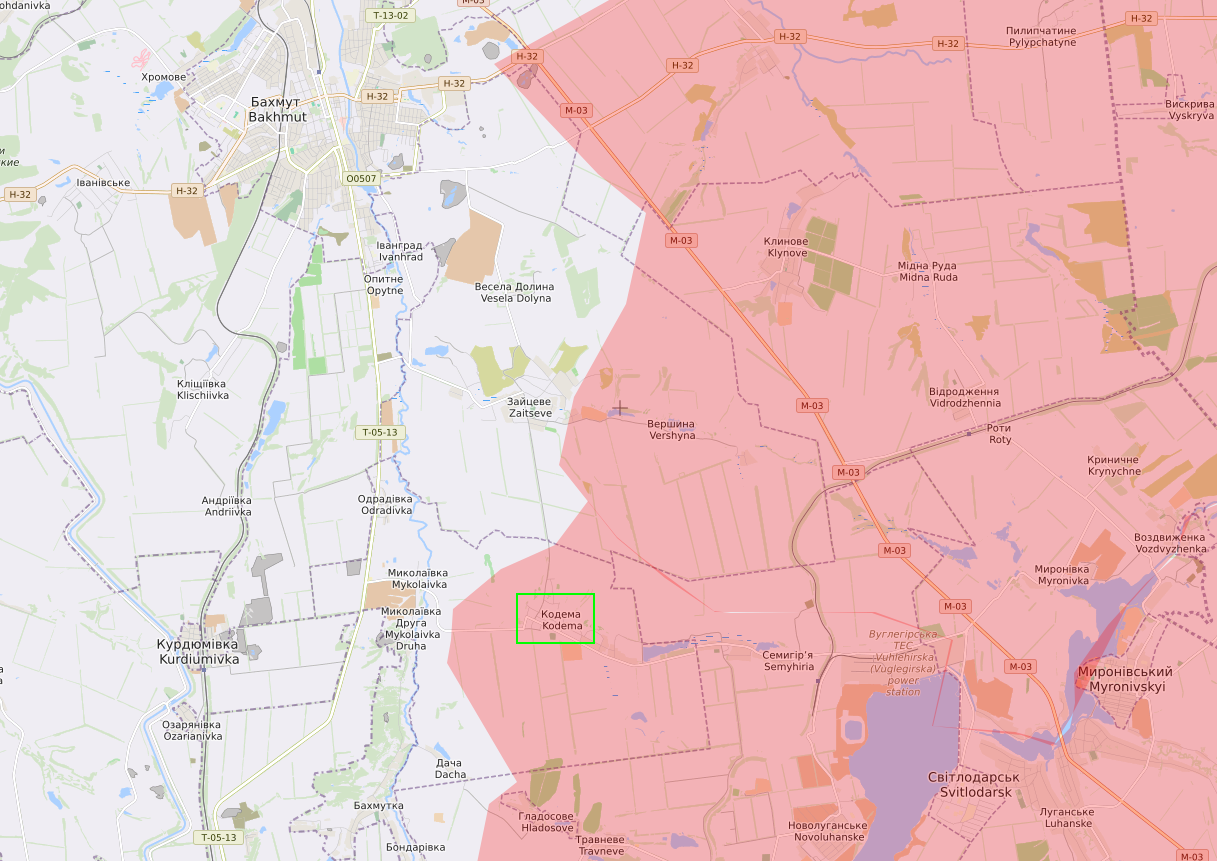 ohdanivka
T-13-02
M-03
H-32
Пилипчатине
Pylypchatyne
H-32
H-32
H-32
H-32
Хромове
H-32
H-32
Бахмут
Bakhmut
M-03
Вискрива
Vyskryva
и
ские
Іванівське
H-32
H-32
O0507
M-03
Іванград
Ivanhrad
Клинове
Klynove
Мідна Руда
Midna Ruda
Опитне
Opytne
Весела Долина
Vesela Dolyna
Кліщіївка
Klischiivka
Відродження
Vidrodzhennia
Зайцеве
Zaitseve
M-03
Вершина
Vershyna
T-05-13
Роти
Roty
Криничне
Krynychne
M-03
Андріївка
Andriivka
Одрадівка
Odradivka
Воздвиженка
Vozdvyzhenka
M-03
Миколаївка
Mykolaivka
Миронівка
Myronivka
M-03
Миколаївка
Друга
Mykolaivka
Druha
Кодема
Kodema
Курдюмівка
Kurdiumivka
Вуглегірська
ТЕС
Vuhlehirska
(Vuglegirska)
power
station
Семигір'я
Semyhiria
M-03
а
a
Миронівський
Myronivskyi
Озарянівка
Ozarianivka
Дача
Dacha
Світлодарськ
Svitlodarsk
Бахмутка
Гладосове
Hladosove
Луганське
Luhanske
Новолуганське
Novoluhanske
T-05-13
Травневе
Travneve
Бондарівка
M-03